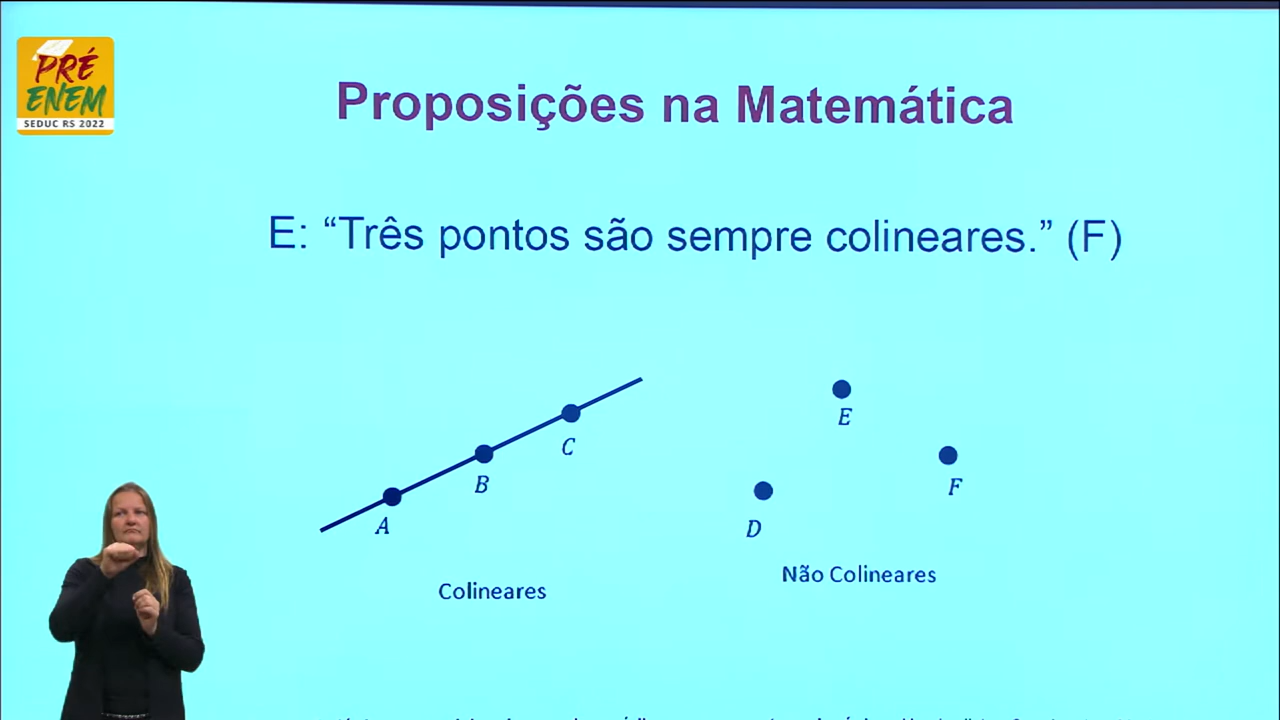 PRÉ
ENEM
SEDUC RS 2022
Proposições na Matemática
E: “Três pontos são sempre colineares.” (F)
A
B
C
D
E
F
Colineares
Não Colineares